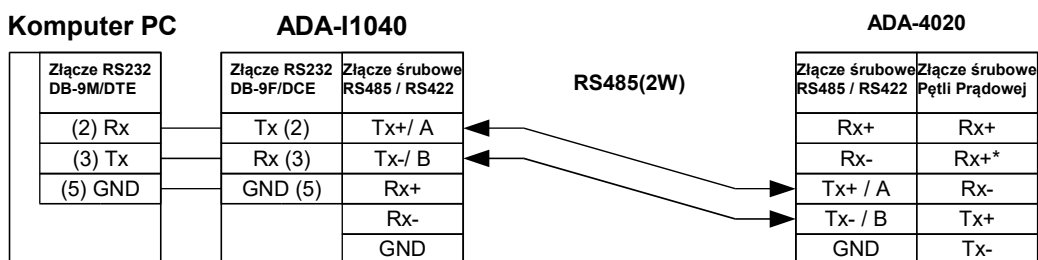 Komputer PC ADA-I1040 ADA-4020
Złącze RS232 Złącze RS232 Złącze śrubowe RS485(2W) Złącze śrubowe Złącze śrubowe
DB-9M/DTE DB-9F/DCE RS485 / RS422 RS485 / RS422 Pętli Prądowej
(2) Rx Tx (2) Tx+/ A Rx+ Rx+
(3) Tx Rx (3) Tx-/ B Rx- Rx+*
(5) GND GND (5) Rx+ Tx+ / A Rx-
Rx- Tx- / B Tx+
GND GND Tx-